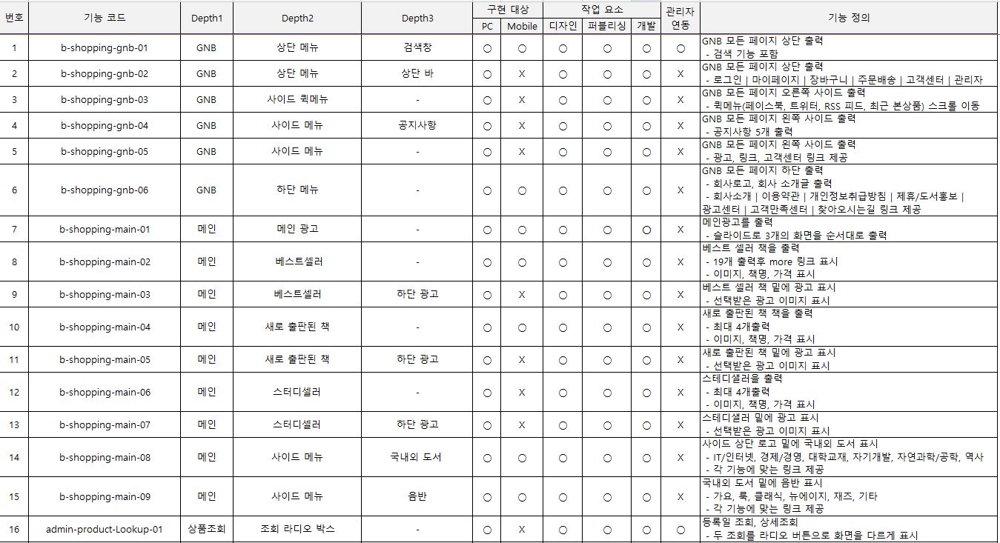 번호 기능 코드 Depth1 Depth2 Depth3 구현 대상 작업 요소 관리자 연동 기능 정의
PC Mobile 디자인 퍼블리싱 개발
1 b-shopping-gnb-01 GNB 상단 메뉴 검색창 ○ ○ ○ ○ ○ ○ GNB 모든 페이지 상단 출력
- 검색 기능 포함
2 b-shopping-gnb-02 GNB 상단 메뉴 상단 바 ○ X ○ ○ ○ X GNB 모든 페이지 상단 출력
- 로그인 | 마이페이지 | 장바구니 | 주문배송 | 고객센터 | 관리자
3 b-shopping-gnb-03 GNB 사이드 퀵메뉴 - ○ X ○ ○ ○ X GNB 모든 페이지 오른쪽 사이드 출력
- 퀵메뉴(페이스북, 트위터, RSS 피드, 최근 본상품) 스크롤 이동
4 b-shopping-gnb-04 GNB 사이드 메뉴 공지사항 ○ X ○ ○ ○ X GNB 모든 페이지 왼쪽 사이드 출력
- 공지사항 5개 출력
5 b-shopping-gnb-05 GNB 사이드 메뉴 - ○ X ○ ○ ○ X GNB 모든 페이지 왼쪽 사이드 출력
- 광고, 링크, 고객센터 링크 제공
6 b-shopping-gnb-06 GNB 하단 메뉴 - ○ ○ ○ ○ ○ X GNB 모든 페이지 하단 출력
- 회사로고, 회사 소개글 출력
- 회사소개 | 이용약관 | 개인정보취급방침 | 제휴/도서홍보 |
광고센터 | 고객만족센터 | 찾아오시는길 링크 제공
7 b-shopping-main-01 메인 메인 광고 - ○ ○ ○ ○ ○ X 메인광고를 출력
- 슬라이드로 3개의 화면을 순서대로 출력
8 b-shopping-main-02 메인 베스트셀러 - ○ ○ ○ ○ ○ X 베스트 셀러 책을 출력
- 19개 출력후 more 링크 표시
- 이미지, 책명, 가격 표시
9 b-shopping-main-03 메인 베스트셀러 하단 광고 ○ X ○ ○ ○ X 베스트 셀러 책 밑에 광고 표시
- 선택받은 광고 이미지 표시
10 b-shopping-main-04 메인 새로 출판된 책 - ○ ○ ○ ○ ○ X 새로 출판된 책 책을 출력
- 최대 4개출력
- 이미지, 책명, 가격 표시
11 b-shopping-main-05 메인 새로 출판된 책 하단 광고 ○ X ○ ○ ○ X 새로 출판된 책 밑에 광고 표시
- 선택받은 광고 이미지 표시
12 b-shopping-main-06 메인 스터디셀러 - ○ X ○ ○ ○ X 스테디샐러을 출력
- 최대 4개출력
- 이미지, 책명, 가격 표시
13 b-shopping-main-07 메인 스터디셀러 하단 광고 ○ X ○ ○ ○ X 스테디샐러 밑에 광고 표시
- 선택받은 광고 이미지 표시
14 b-shopping-main-08 메인 사이드 메뉴 국내외 도서 ○ ○ ○ ○ ○ X 사이드 상단 로고 밑에 국내외 도서 표시
- IT/인터넷, 경제/경영, 대학교재, 자기개발, 자연과학/공학, 역사
- 각 기능에 맞는 링크 제공
15 b-shopping-main-09 메인 사이드 메뉴 음반 ○ ○ ○ ○ ○ X 국내외 도서 밑에 음반 표시
- 가요, 록, 클래식, 뉴에이지, 재즈, 기타
- 각 기능에 맞는 링크 제공
16 admin-product-Lookup-01 상품조회 조회 라디오 박스 - ○ X ○ ○ ○ ○ 등록일 조회, 상세조회
- 두 조회를 라디오 버튼으로 화면을 다르게 표시